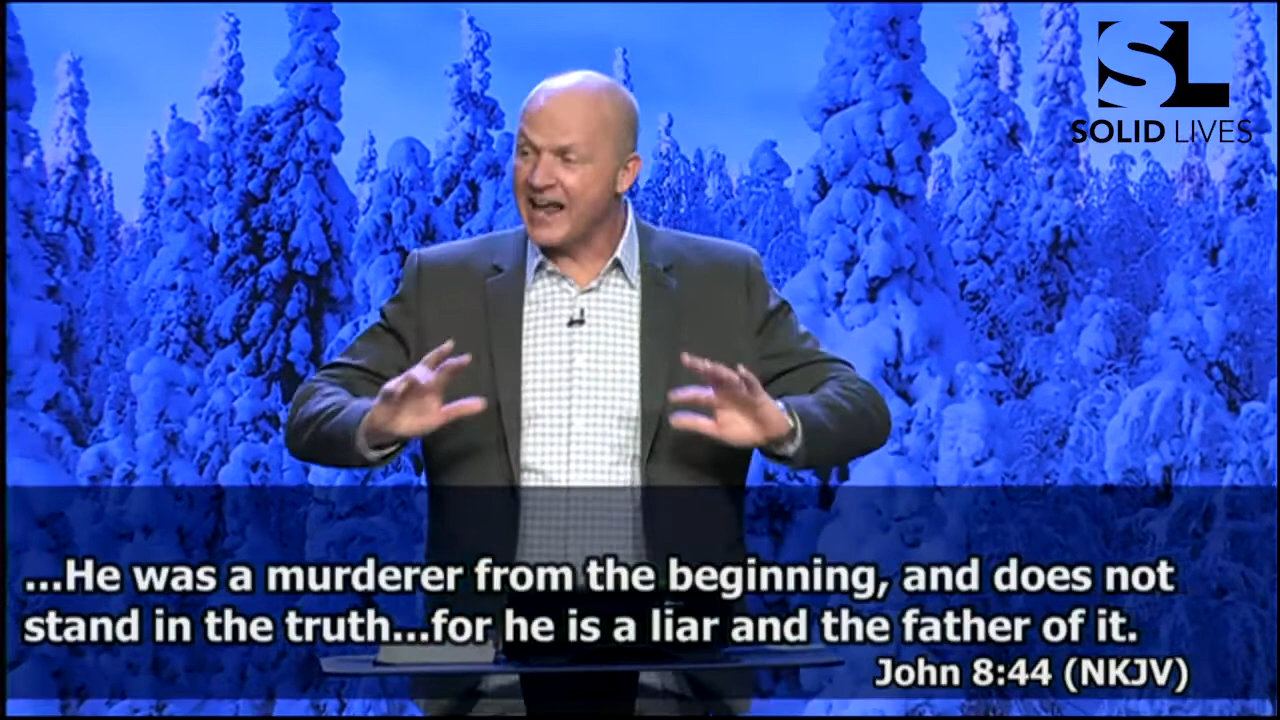 SL
SOLID LIVES
...He was a murderer from the beginning, and does not
stand in the truth...for he is a liar and the father of it.
John 8:44 (NKJV)